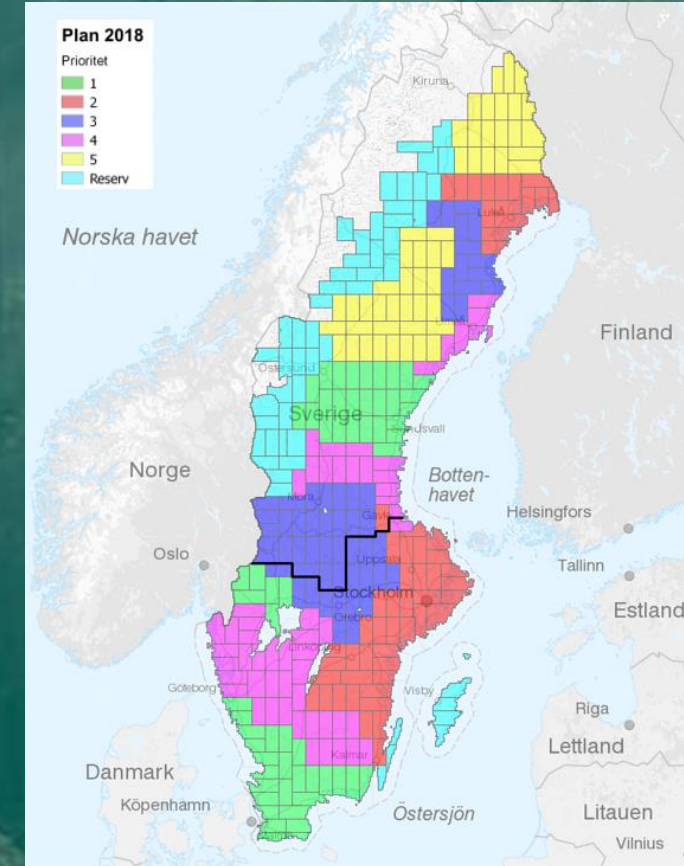 Plan 2018
Prioritet
1
2
3
4
5
Reserv
Kiruna
Norska havet
Luleå
Finland
Östersund
Sverige
Sundsvall
Norge
Botten-
havet
Mora
Gävle
Helsingfors
Oslo
Uppsala
Tallinn
Stockholm
Örebro
Estland
Linköping
Göteborg
Visby
Riga
Lettland
Kalmar
Danmark
Köpenhamn
Östersjön
Litauen
Vilnius